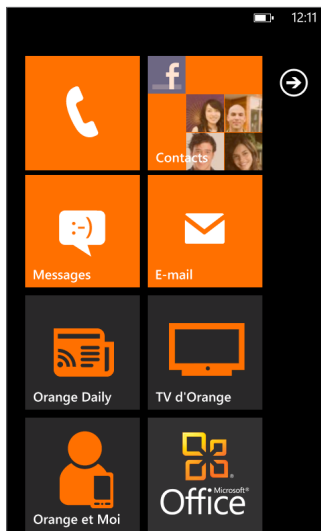 12:11
f
Contacts
:-)
Messages
E-mail
Orange Daily
TV d'Orange
Orange et Moi
Microsoft®
Office